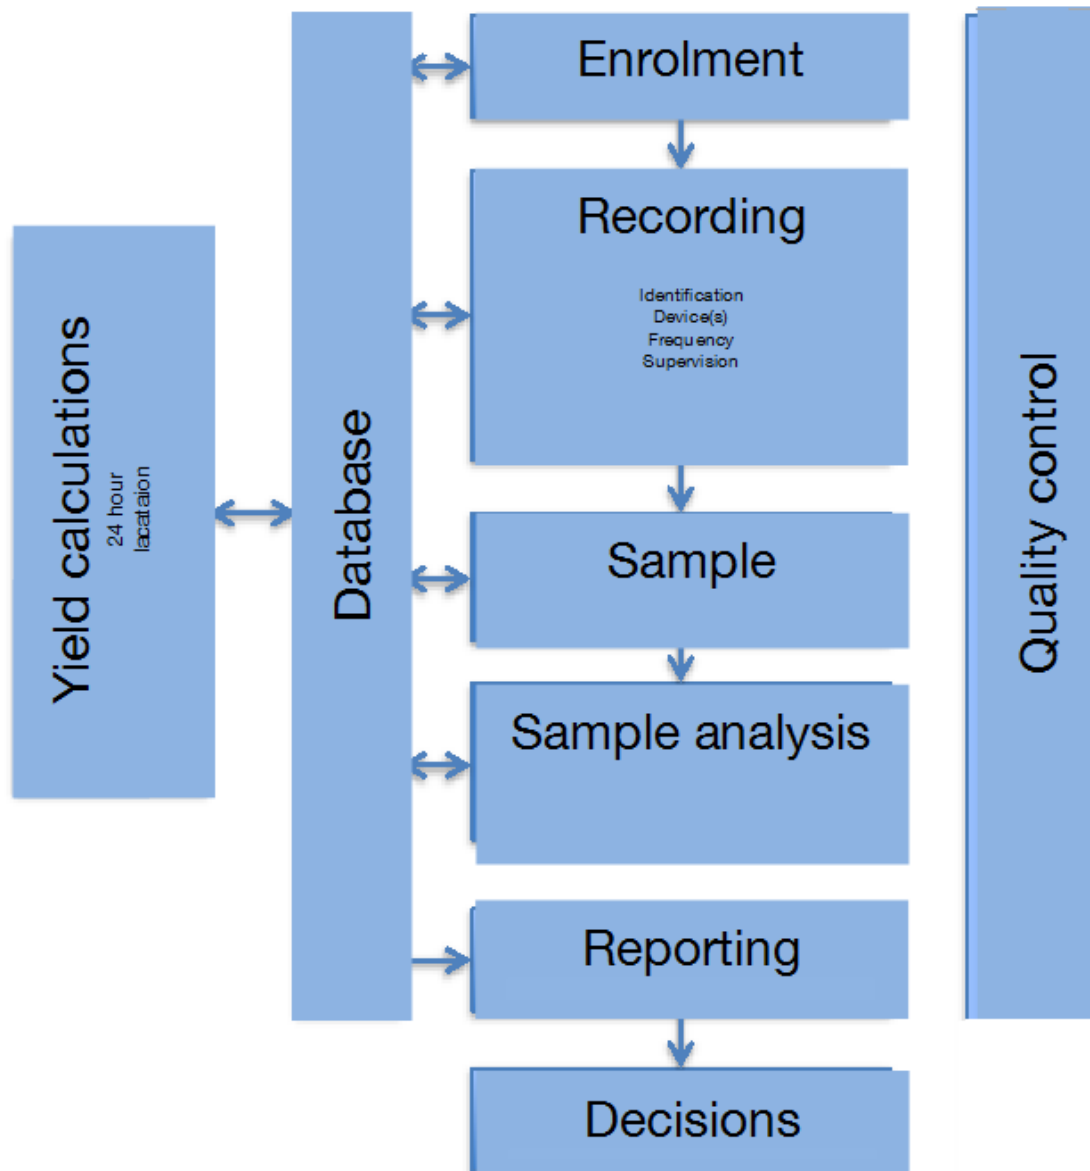 Enrolment
Recording
Identification
Device(s)
Frequency
Supervision
Yield calculations
24 hour
lacataion
Database
Sample
Sample analysis
Reporting
Decisions
Quality control